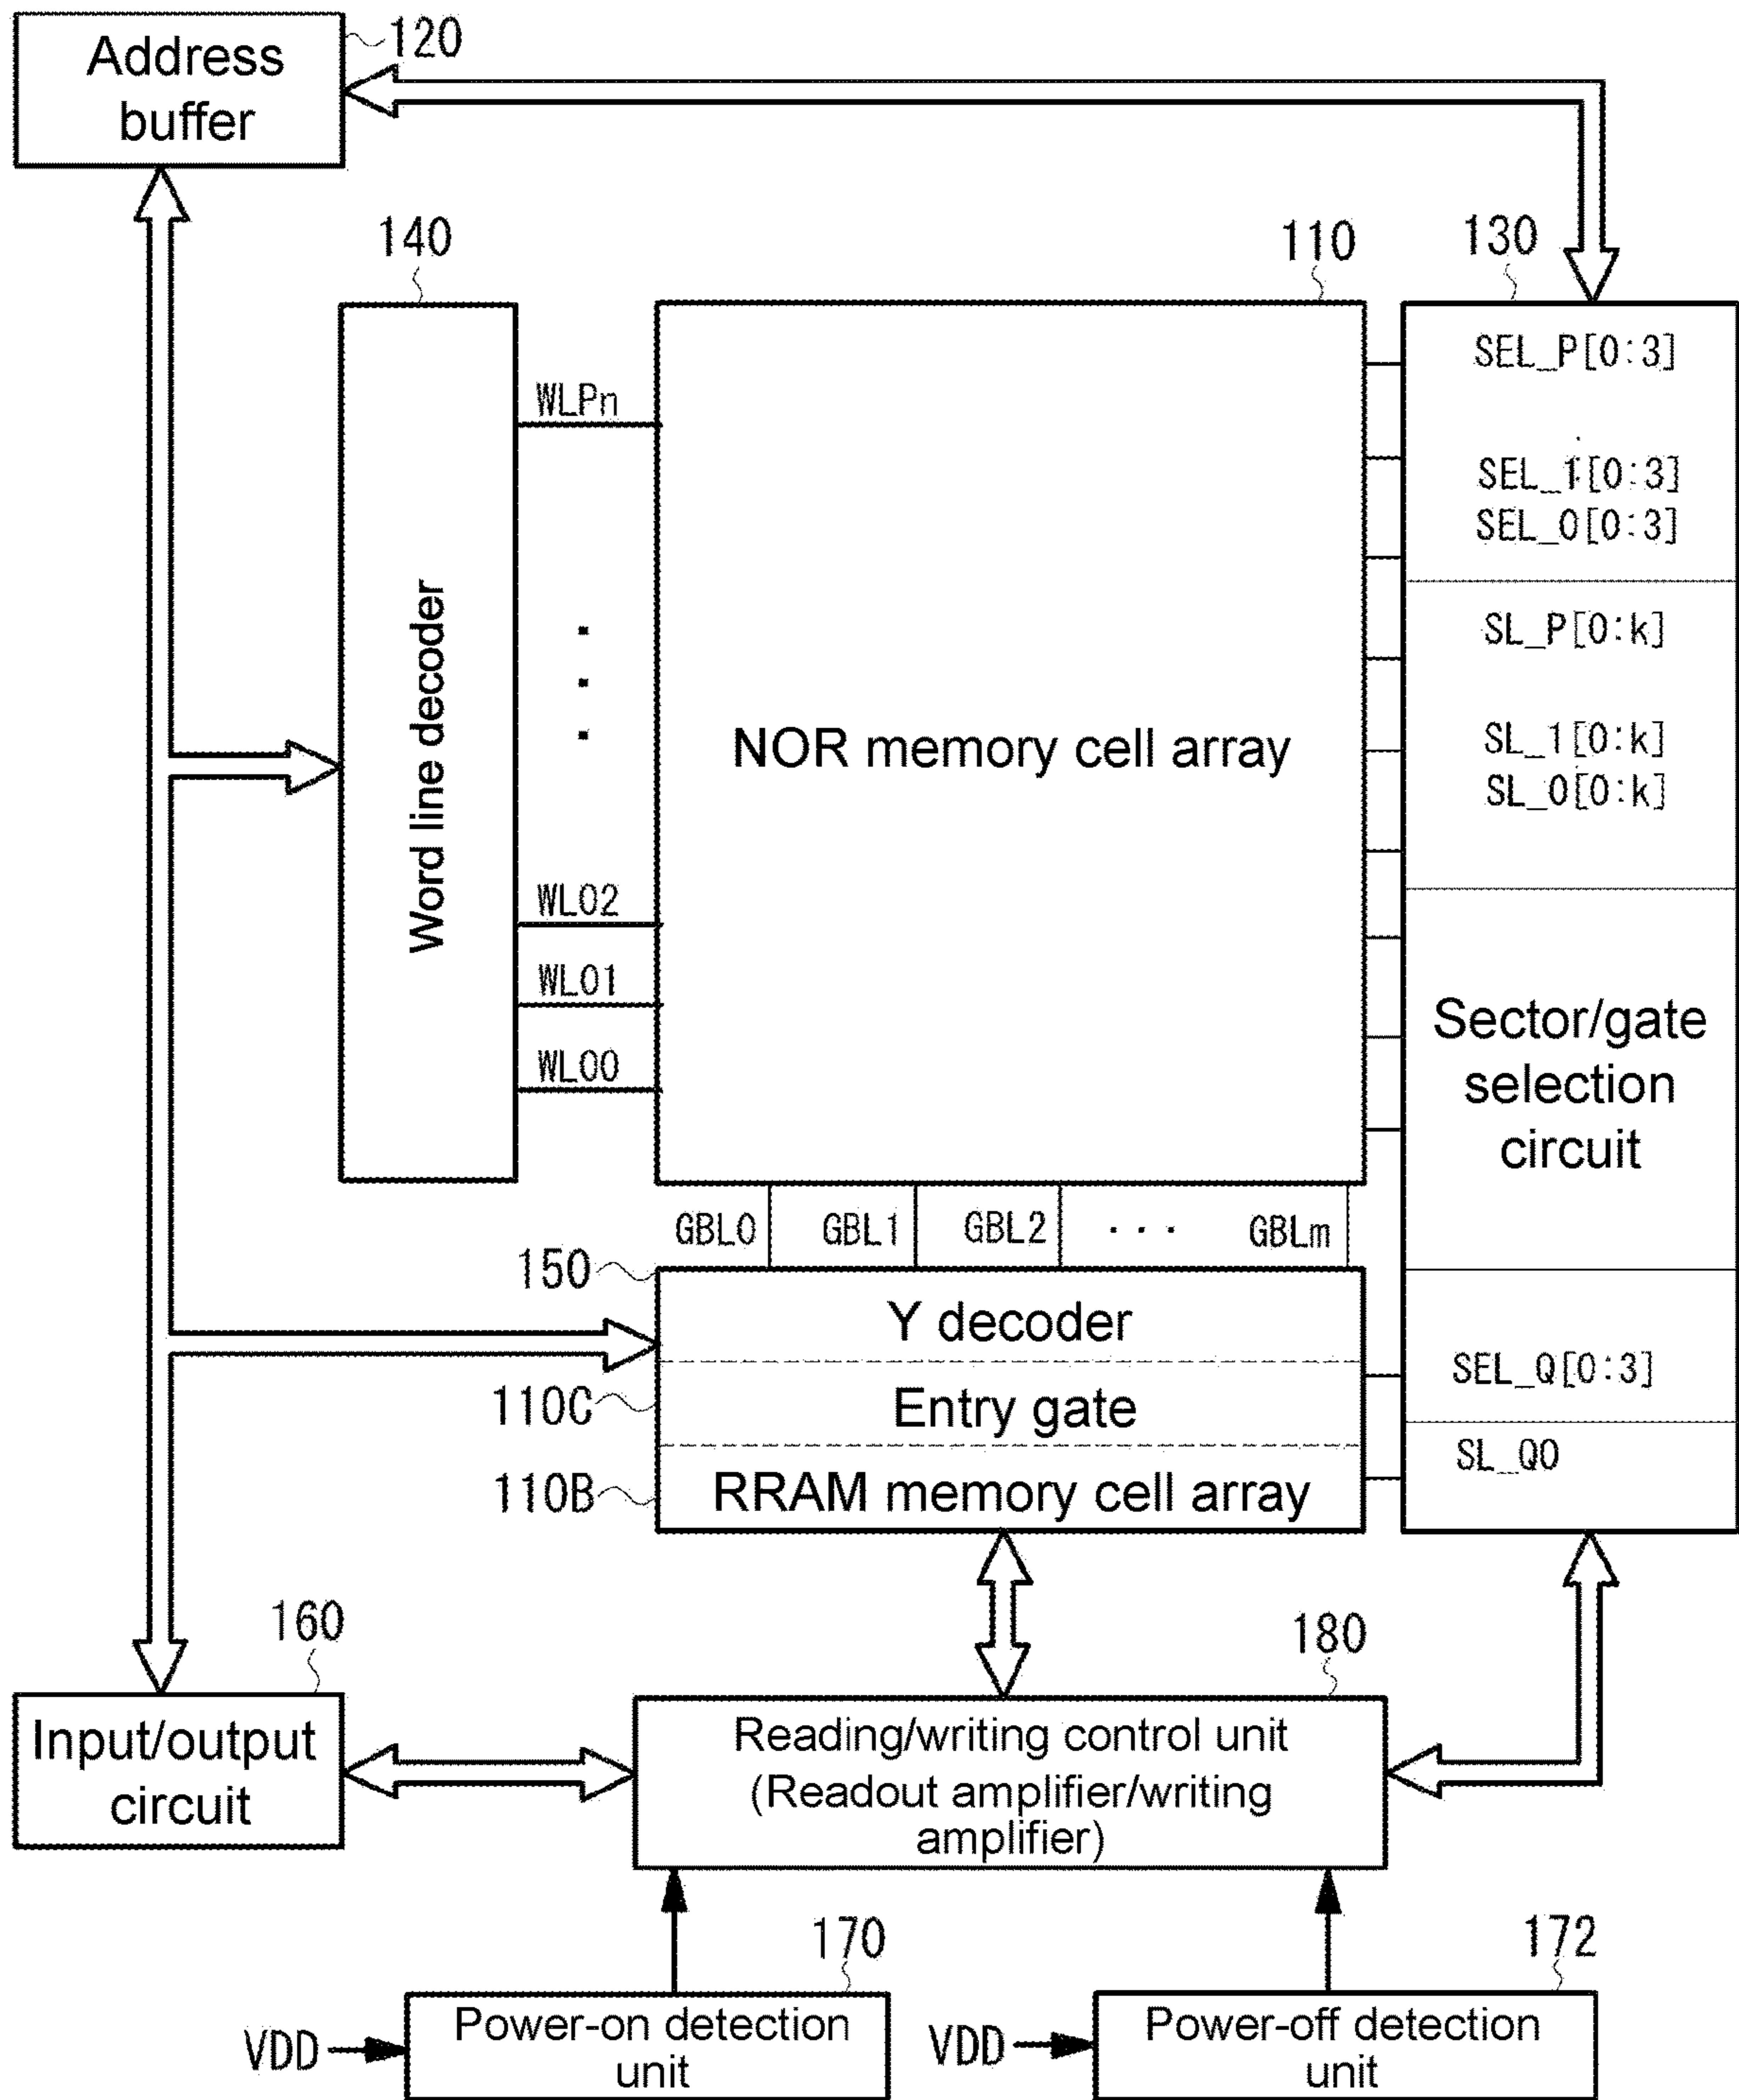 Address
buffer
120
140
110
130
SEL_P[0:3]
WLPn
SEL_1[0:3]
SEL_0[0:3]
SL_P[0:k]
Word line decoder
NOR memory cell array
SL_1[0:k]
SL_0[0:k]
WL02
WL01
WL00
Sector/gate
selection
circuit
GBL0
GBL1
GBL2
...
GBLm
150
Y decoder
SEL_Q[0:3]
110C
Entry gate
SL_Q0
110B
RRAM memory cell array
160
180
Input/output
circuit
Reading/writing control unit
(Readout amplifier/writing
amplifier)
170
172
VDD
Power-on detection
unit
VDD
Power-off detection
unit